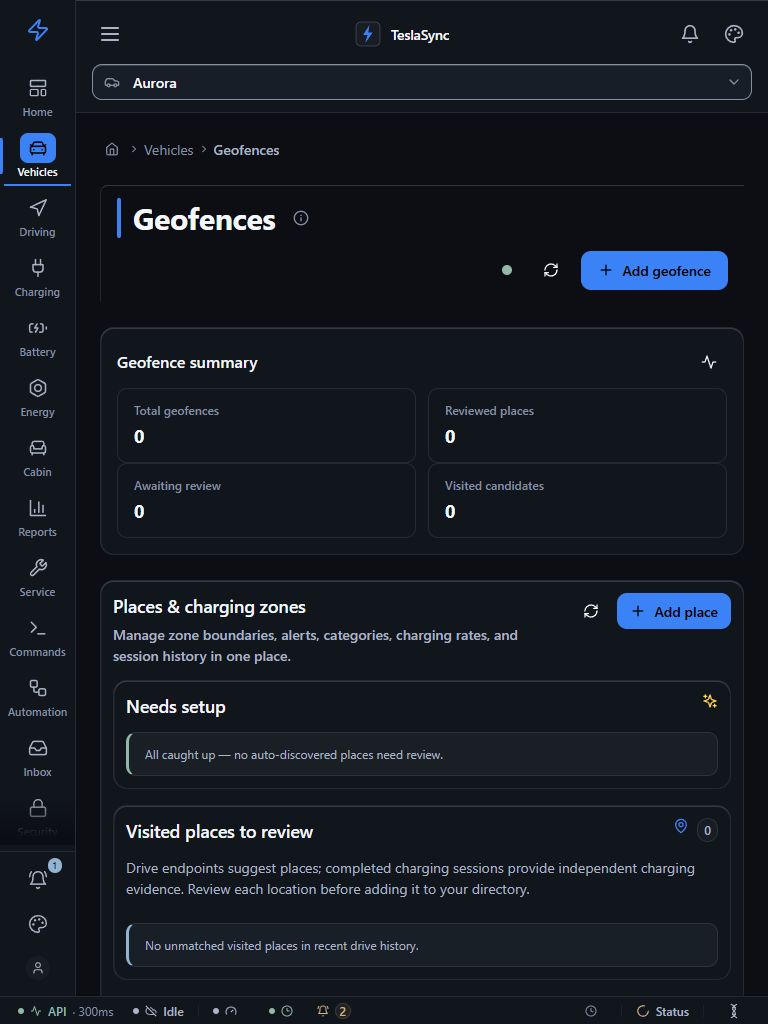 TeslaSync
Aurora
Home
Vehicles
Driving
Charging
Battery
Energy
Cabin
Reports
Service
Commands
Automation
Inbox
Security
1
Vehicles
Geofences
Geofences
Add geofence
Geofence summary
Total geofences
0
Reviewed places
0
Awaiting review
0
Visited candidates
0
Places & charging zones
Add place
Manage zone boundaries, alerts, categories, charging rates, and
session history in one place.
Needs setup
All caught up — no auto-discovered places need review.
Visited places to review
0
Drive endpoints suggest places; completed charging sessions provide independent charging
evidence. Review each location before adding it to your directory.
No unmatched visited places in recent drive history.
API · 300ms
Idle
2
Status